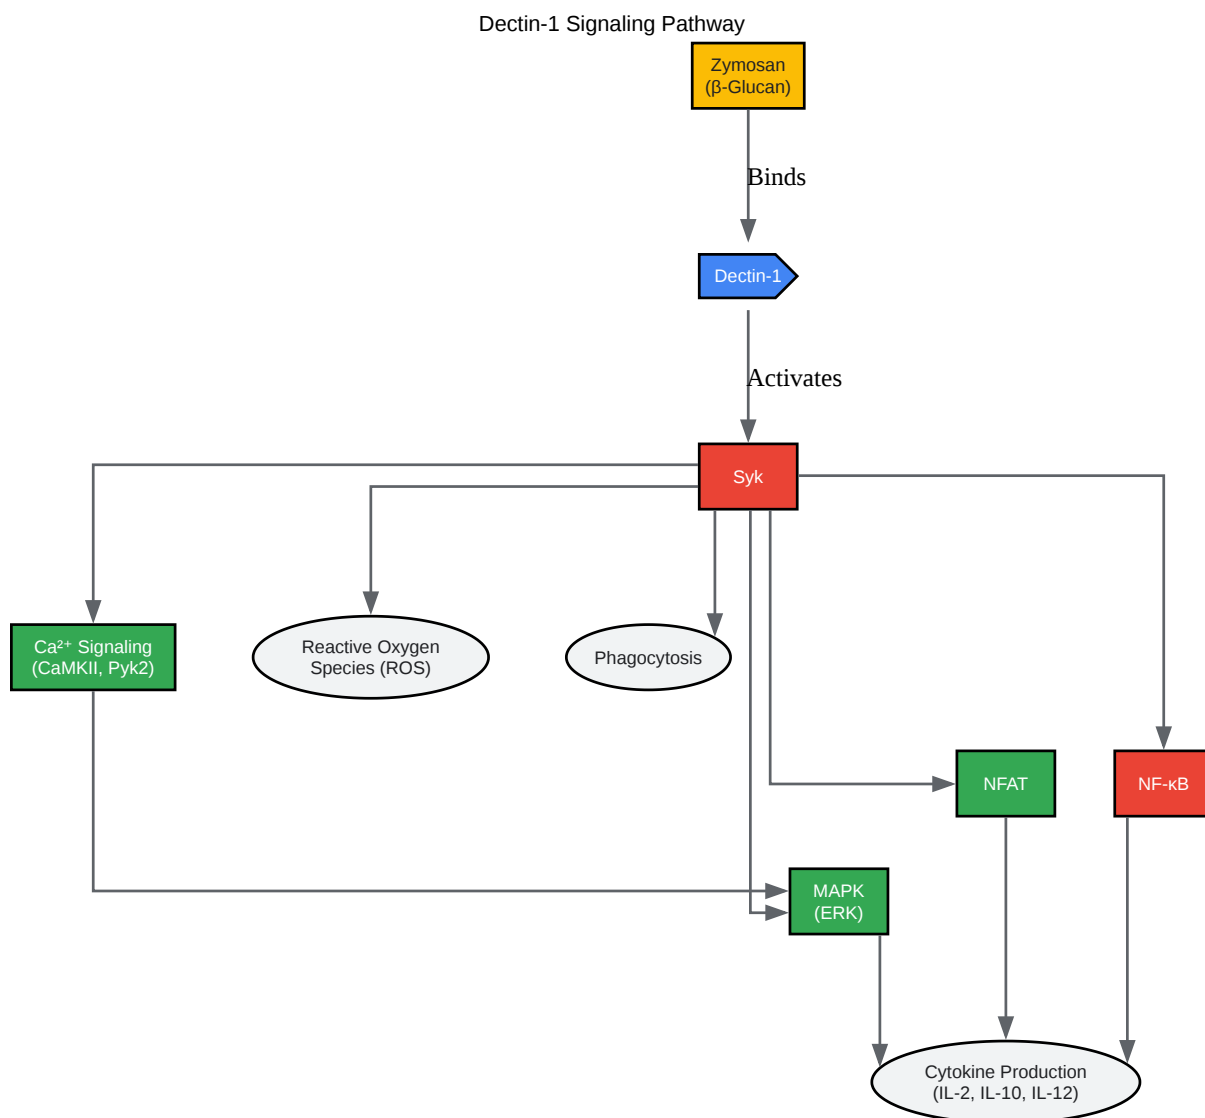 Dectin-1 Signaling Pathway
Zymosan
(β-Glucan)
Binds
Dectin-1
Activates
Syk
Ca²⁺ Signaling
(CaMKII, Pyk2)
Reactive Oxygen
Species (ROS)
Phagocytosis
NFAT
NF-κB
MAPK
(ERK)
Cytokine Production
(IL-2, IL-10, IL-12)